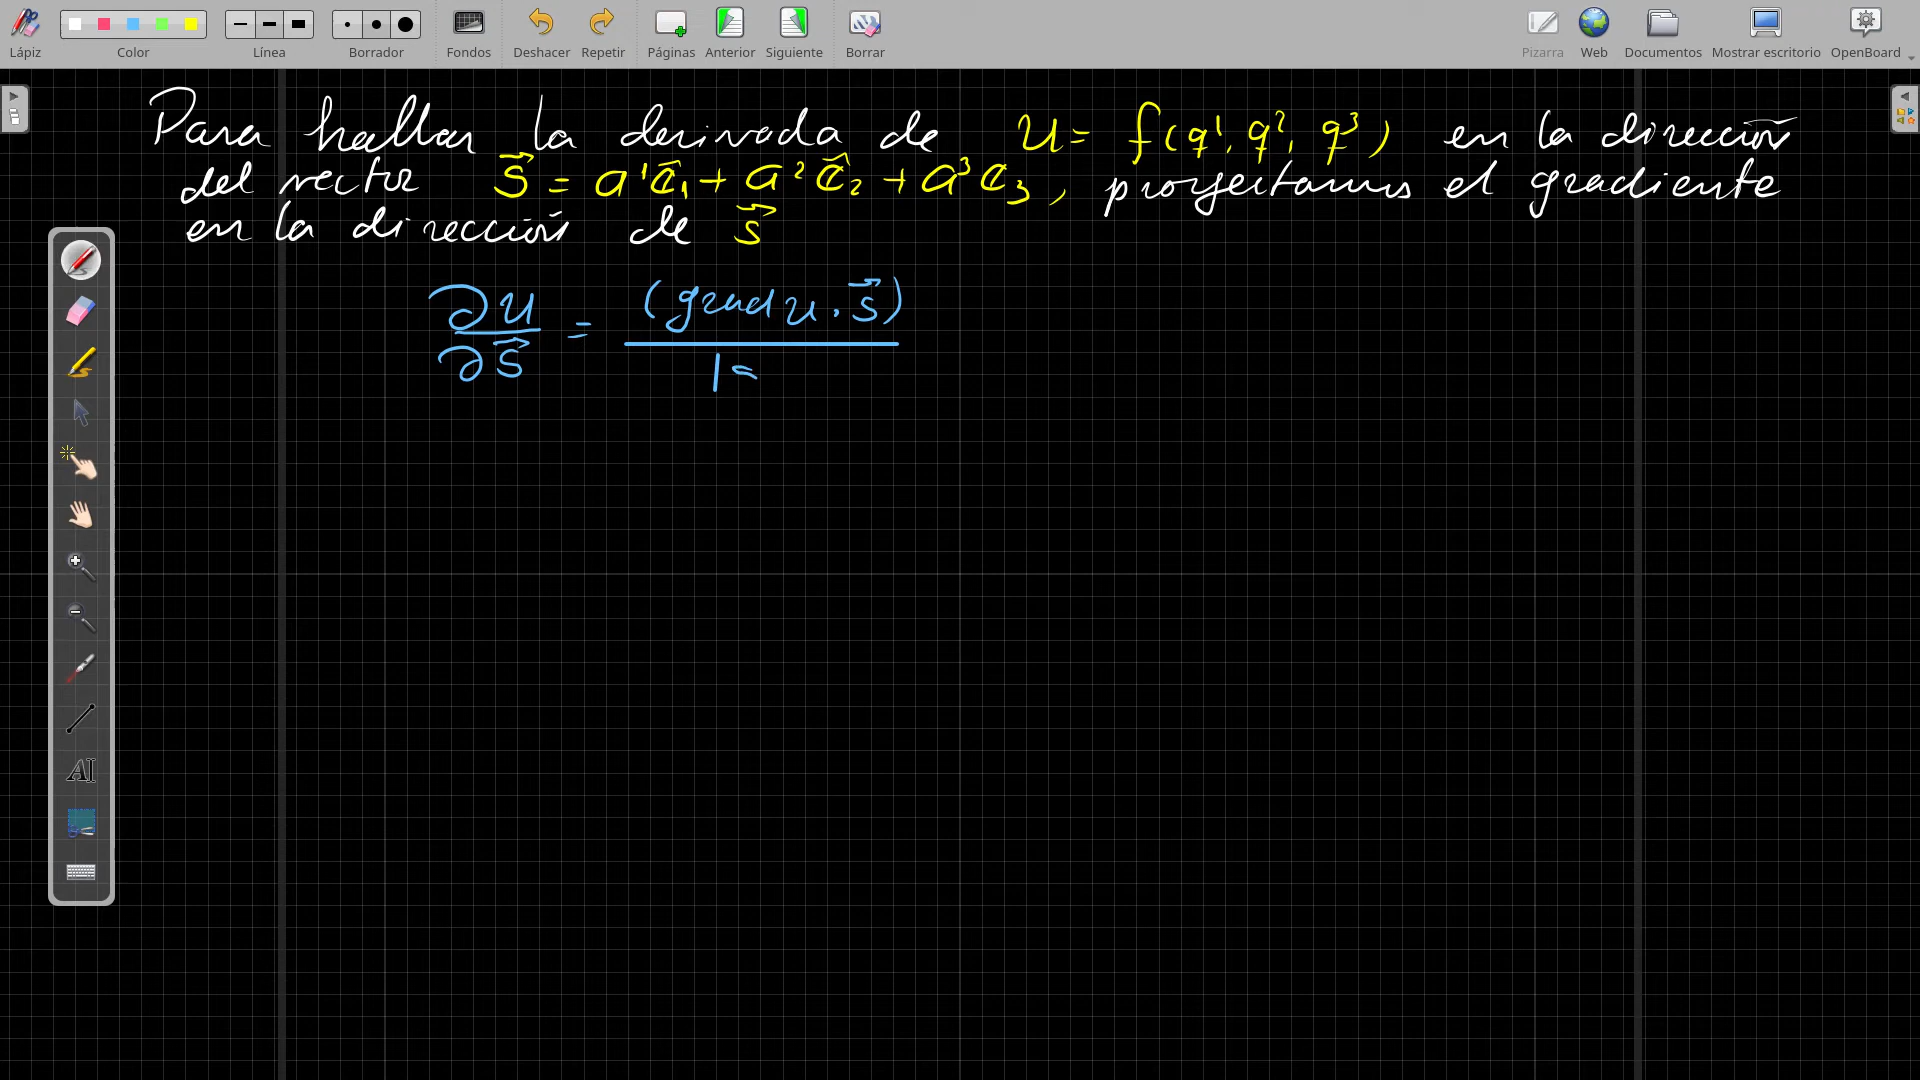 Lápiz Color Línea Borrador Fondos Deshacer Repetir Páginas Anterior Siguiente Borrar Pizarra Web Documentos Mostrar escritorio OpenBoard
Para hallar la derivada de u = f(q¹, q², q³) en la dirección
del vector s⃗ = a¹e⃗₁ + a²e⃗₂ + a³e₃, proyectamos el gradiente
en la dirección de s⃗
∂u/∂s⃗ = (grad u · s⃗)/|
AI